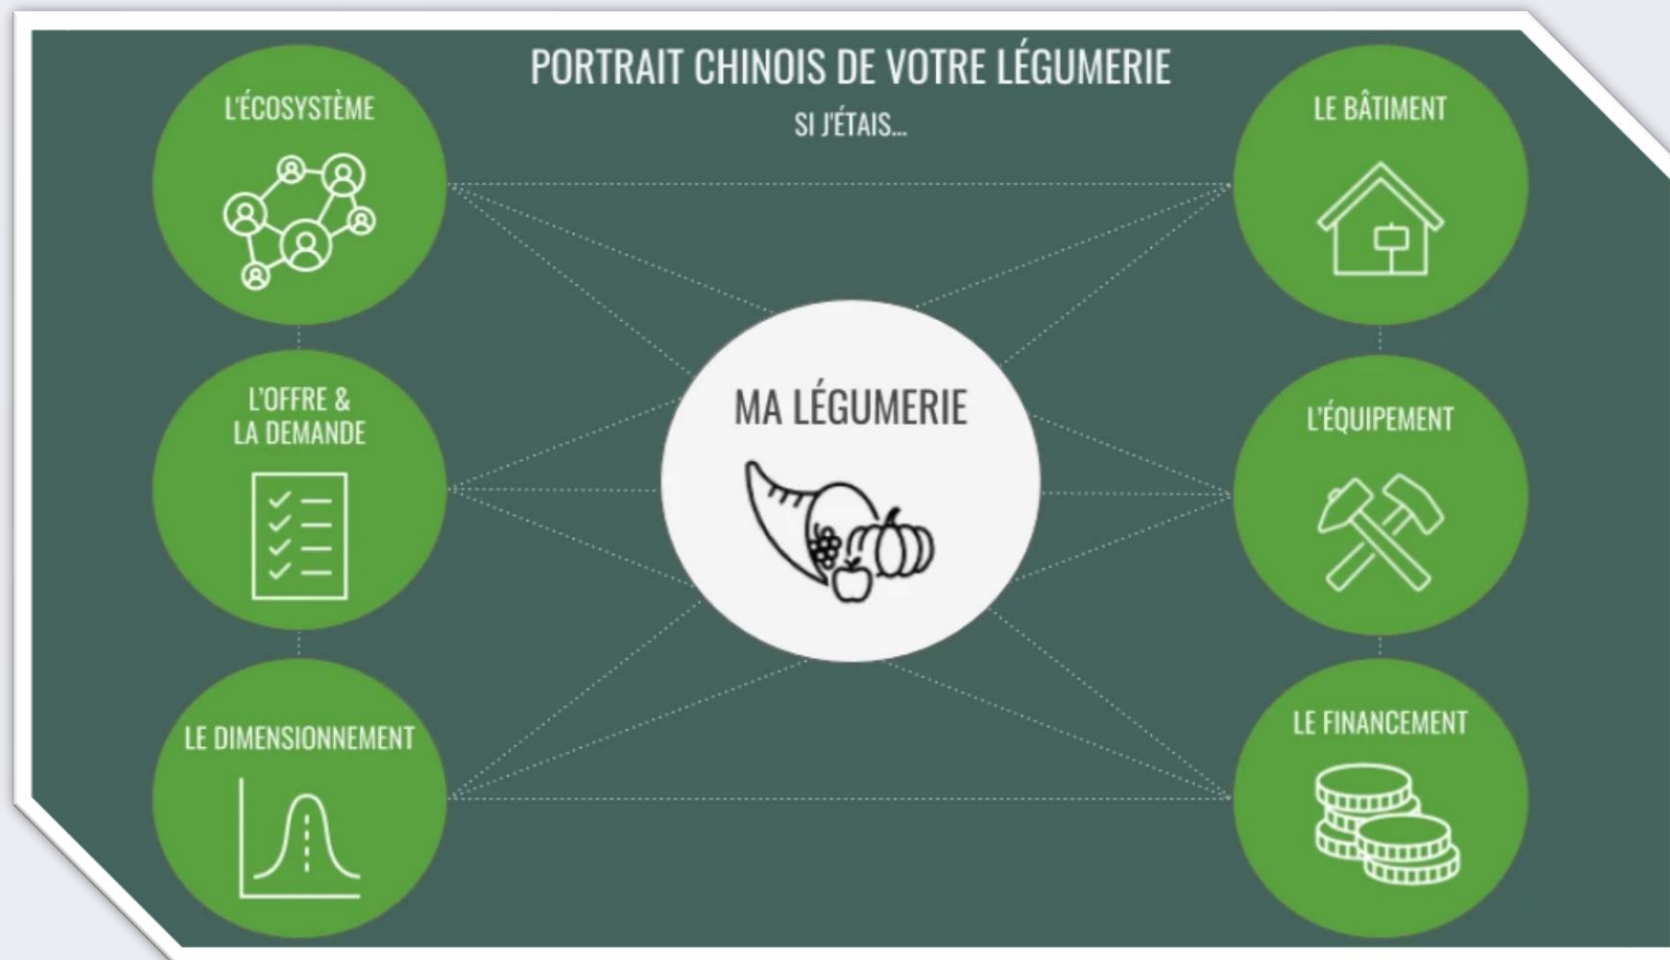 PORTRAIT CHINOIS DE VOTRE LÉGUMERIE
SI J'ÉTAIS...
L'ÉCOSYSTÈME
LE BÂTIMENT
MA LÉGUMERIE
L'OFFRE &
LA DEMANDE
L'ÉQUIPEMENT
LE DIMENSIONNEMENT
LE FINANCEMENT